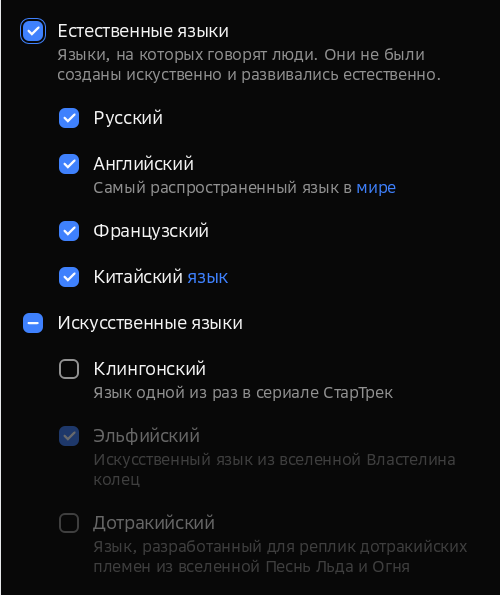 Естественные языки
Языки, на которых говорят люди. Они не были
созданы искуственно и развивались естественно.
Русский
Английский
Самый распространенный язык в мире
Французский
Китайский язык
Искусственные языки
Клингонский
Язык одной из раз в сериале СтарТрек
Эльфийский
Искусственный язык из вселенной Властелина
колец
Дотракийский
Язык, разработанный для реплик дотракийских
племен из вселенной Песнь Льда и Огня